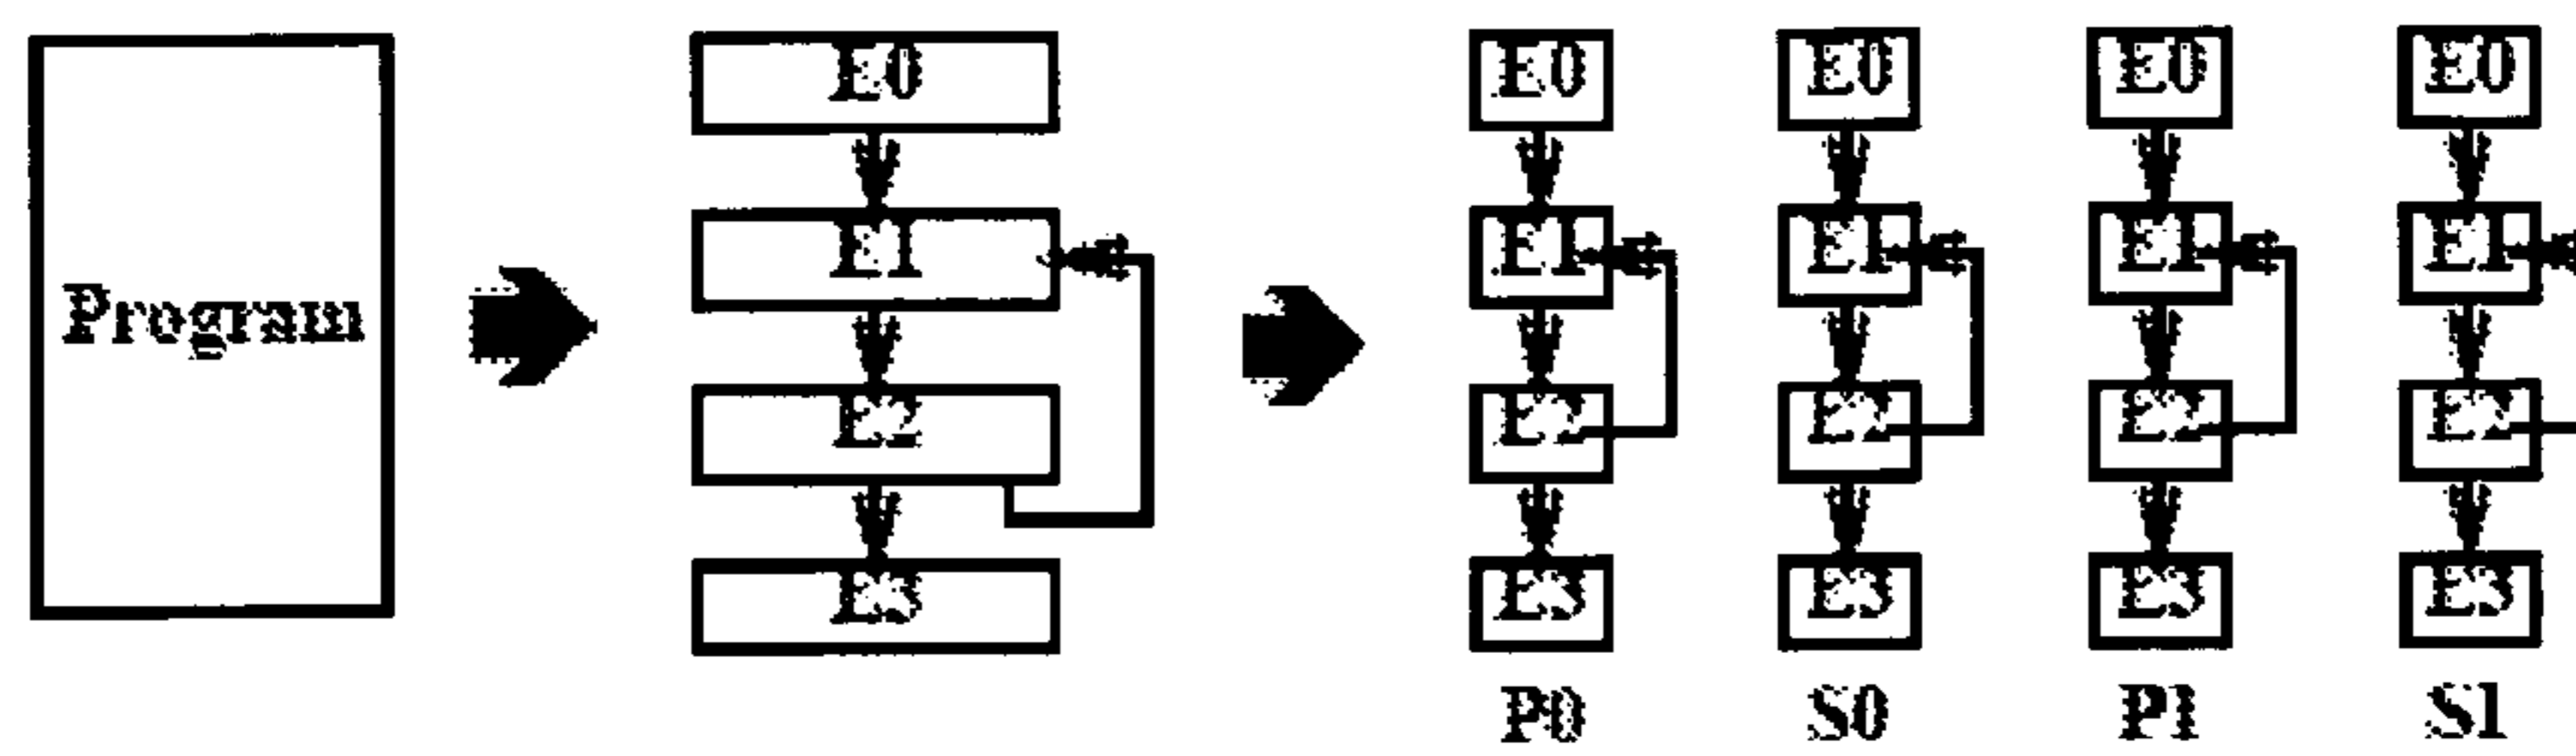 Program
E0
E1
E2
E3
E0 E0 E0 E0
E1 E1 E1 E1
E2 E2 E2 E2
E3 E3 E3 E3
P0 S0 P1 S1